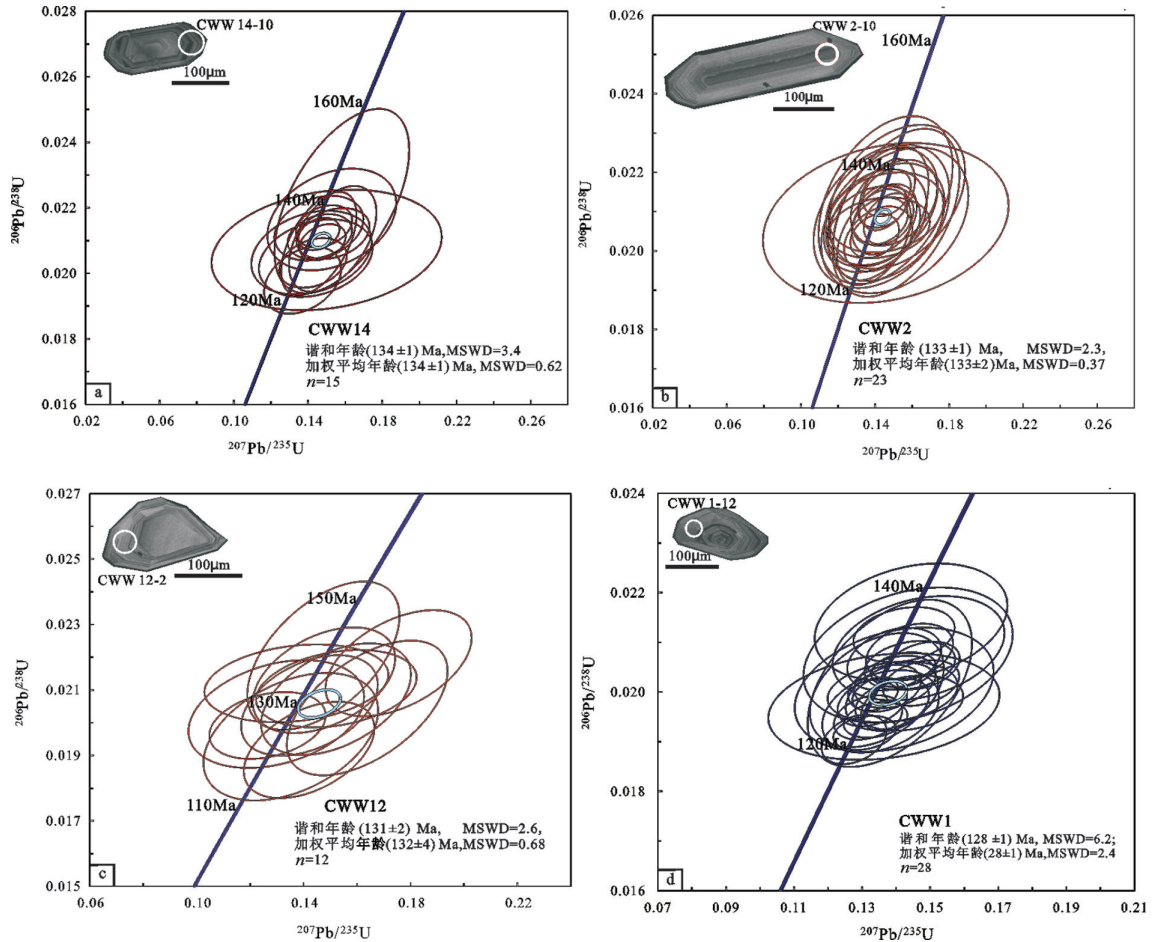 CWW 14-10
100μm
160Ma
140Ma
120Ma
CWW14
谐和年龄(134±1) Ma,MSWD=3.4
加权平均年龄(134±1) Ma, MSWD=0.62
n=15
a
0.028
0.026
0.024
0.022
0.020
0.018
0.016
0.02 0.06 0.10 0.14 0.18 0.22 0.26
²⁰⁶Pb/²³⁸U
²⁰⁷Pb/²³⁵U
CWW 2-10
100μm
160Ma
140Ma
120Ma
CWW2
谐和年龄(133±1) Ma, MSWD=2.3,
加权平均年龄(133±2)Ma, MSWD=0.37
n=23
b
0.026
0.024
0.022
0.020
0.018
0.016
0.02 0.06 0.10 0.14 0.18 0.22 0.26
²⁰⁶Pb/²³⁸U
²⁰⁷Pb/²³⁵U
CWW 12-2
100μm
150Ma
130Ma
110Ma
CWW12
谐和年龄(131±2) Ma, MSWD=2.6,
加权平均年龄(132±4) Ma,MSWD=0.68
n=12
c
0.027
0.025
0.023
0.021
0.019
0.017
0.015
0.06 0.10 0.14 0.18 0.22
²⁰⁶Pb/²³⁸U
²⁰⁷Pb/²³⁵U
CWW 1-12
100μm
140Ma
120Ma
CWW1
谐和年龄(128±1) Ma, MSWD=6.2;
加权平均年龄(28±1) Ma,MSWD=2.4
n=28
d
0.024
0.022
0.020
0.018
0.016
0.07 0.09 0.11 0.13 0.15 0.17 0.19 0.21
²⁰⁶Pb/²³⁸U
²⁰⁷Pb/²³⁵U